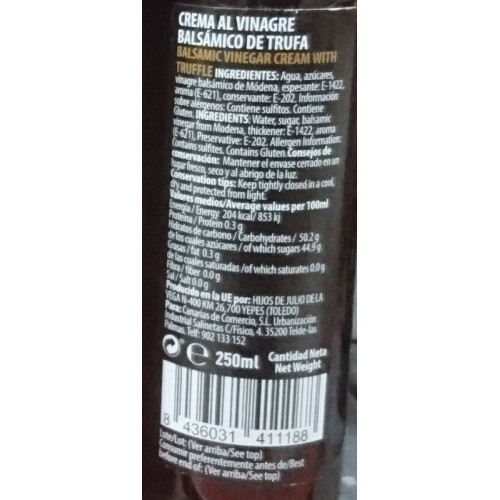 CREMA AL VINAGRE
BALSÁMICO DE TRUFA
BALSAMIC VINEGAR CREAM WITH
TRUFFLE INGREDIENTES: Agua, azúcares,
vinagre balsámico de Módena, espesante: E-1422,
aroma (E-621), conservante: E-202. Información
sobre alérgenos: Contiene sulfitos. Contiene
Gluten. INGREDIENTS: Water, sugar, balsamic
vinegar from Modena, thickener: E-1422, aroma
(E-621), Preservative: E-202. Allergen Information:
Contains sulfites. Contains Gluten. Consejos de
conservación: Mantener el envase cerrado en un
lugar fresco, seco y al abrigo de la luz.
Conservation tips: Keep tightly closed in a cool,
dry and protected from light.
Valores medios/Average values per 100ml
Energía / Energy 204 kcal/ 853 kj
Proteína / Protein 0.3 g
Hidratos de carbono / Carbohydrates / 50.2 g
de los cuales azúcares / of which sugars 44.9 g
Grasas / fat 0.3 g
de las cuales saturadas /of which saturates 0.0 g
Fibra / fiber 0.0 g
Sal / Salt 0.0 g
Producido en la UE por: HIJOS DE JULIO DE LA
VEGA N-400 KM 26,700 YEPES (TOLEDO)
Para: Canarias de Comercio, S.L. Urbanización
Industrial Salinetas C/Físico, 4. 35200 Telde-las
Palmas. Telf: 902 133 152
e 250ml Cantidad Neta
Net Weight
8 436031 411188
Lote/Lot: (Ver arriba/See top)
Consumir preferentemente antes de/Best
before end of: (Ver arriba/See top)